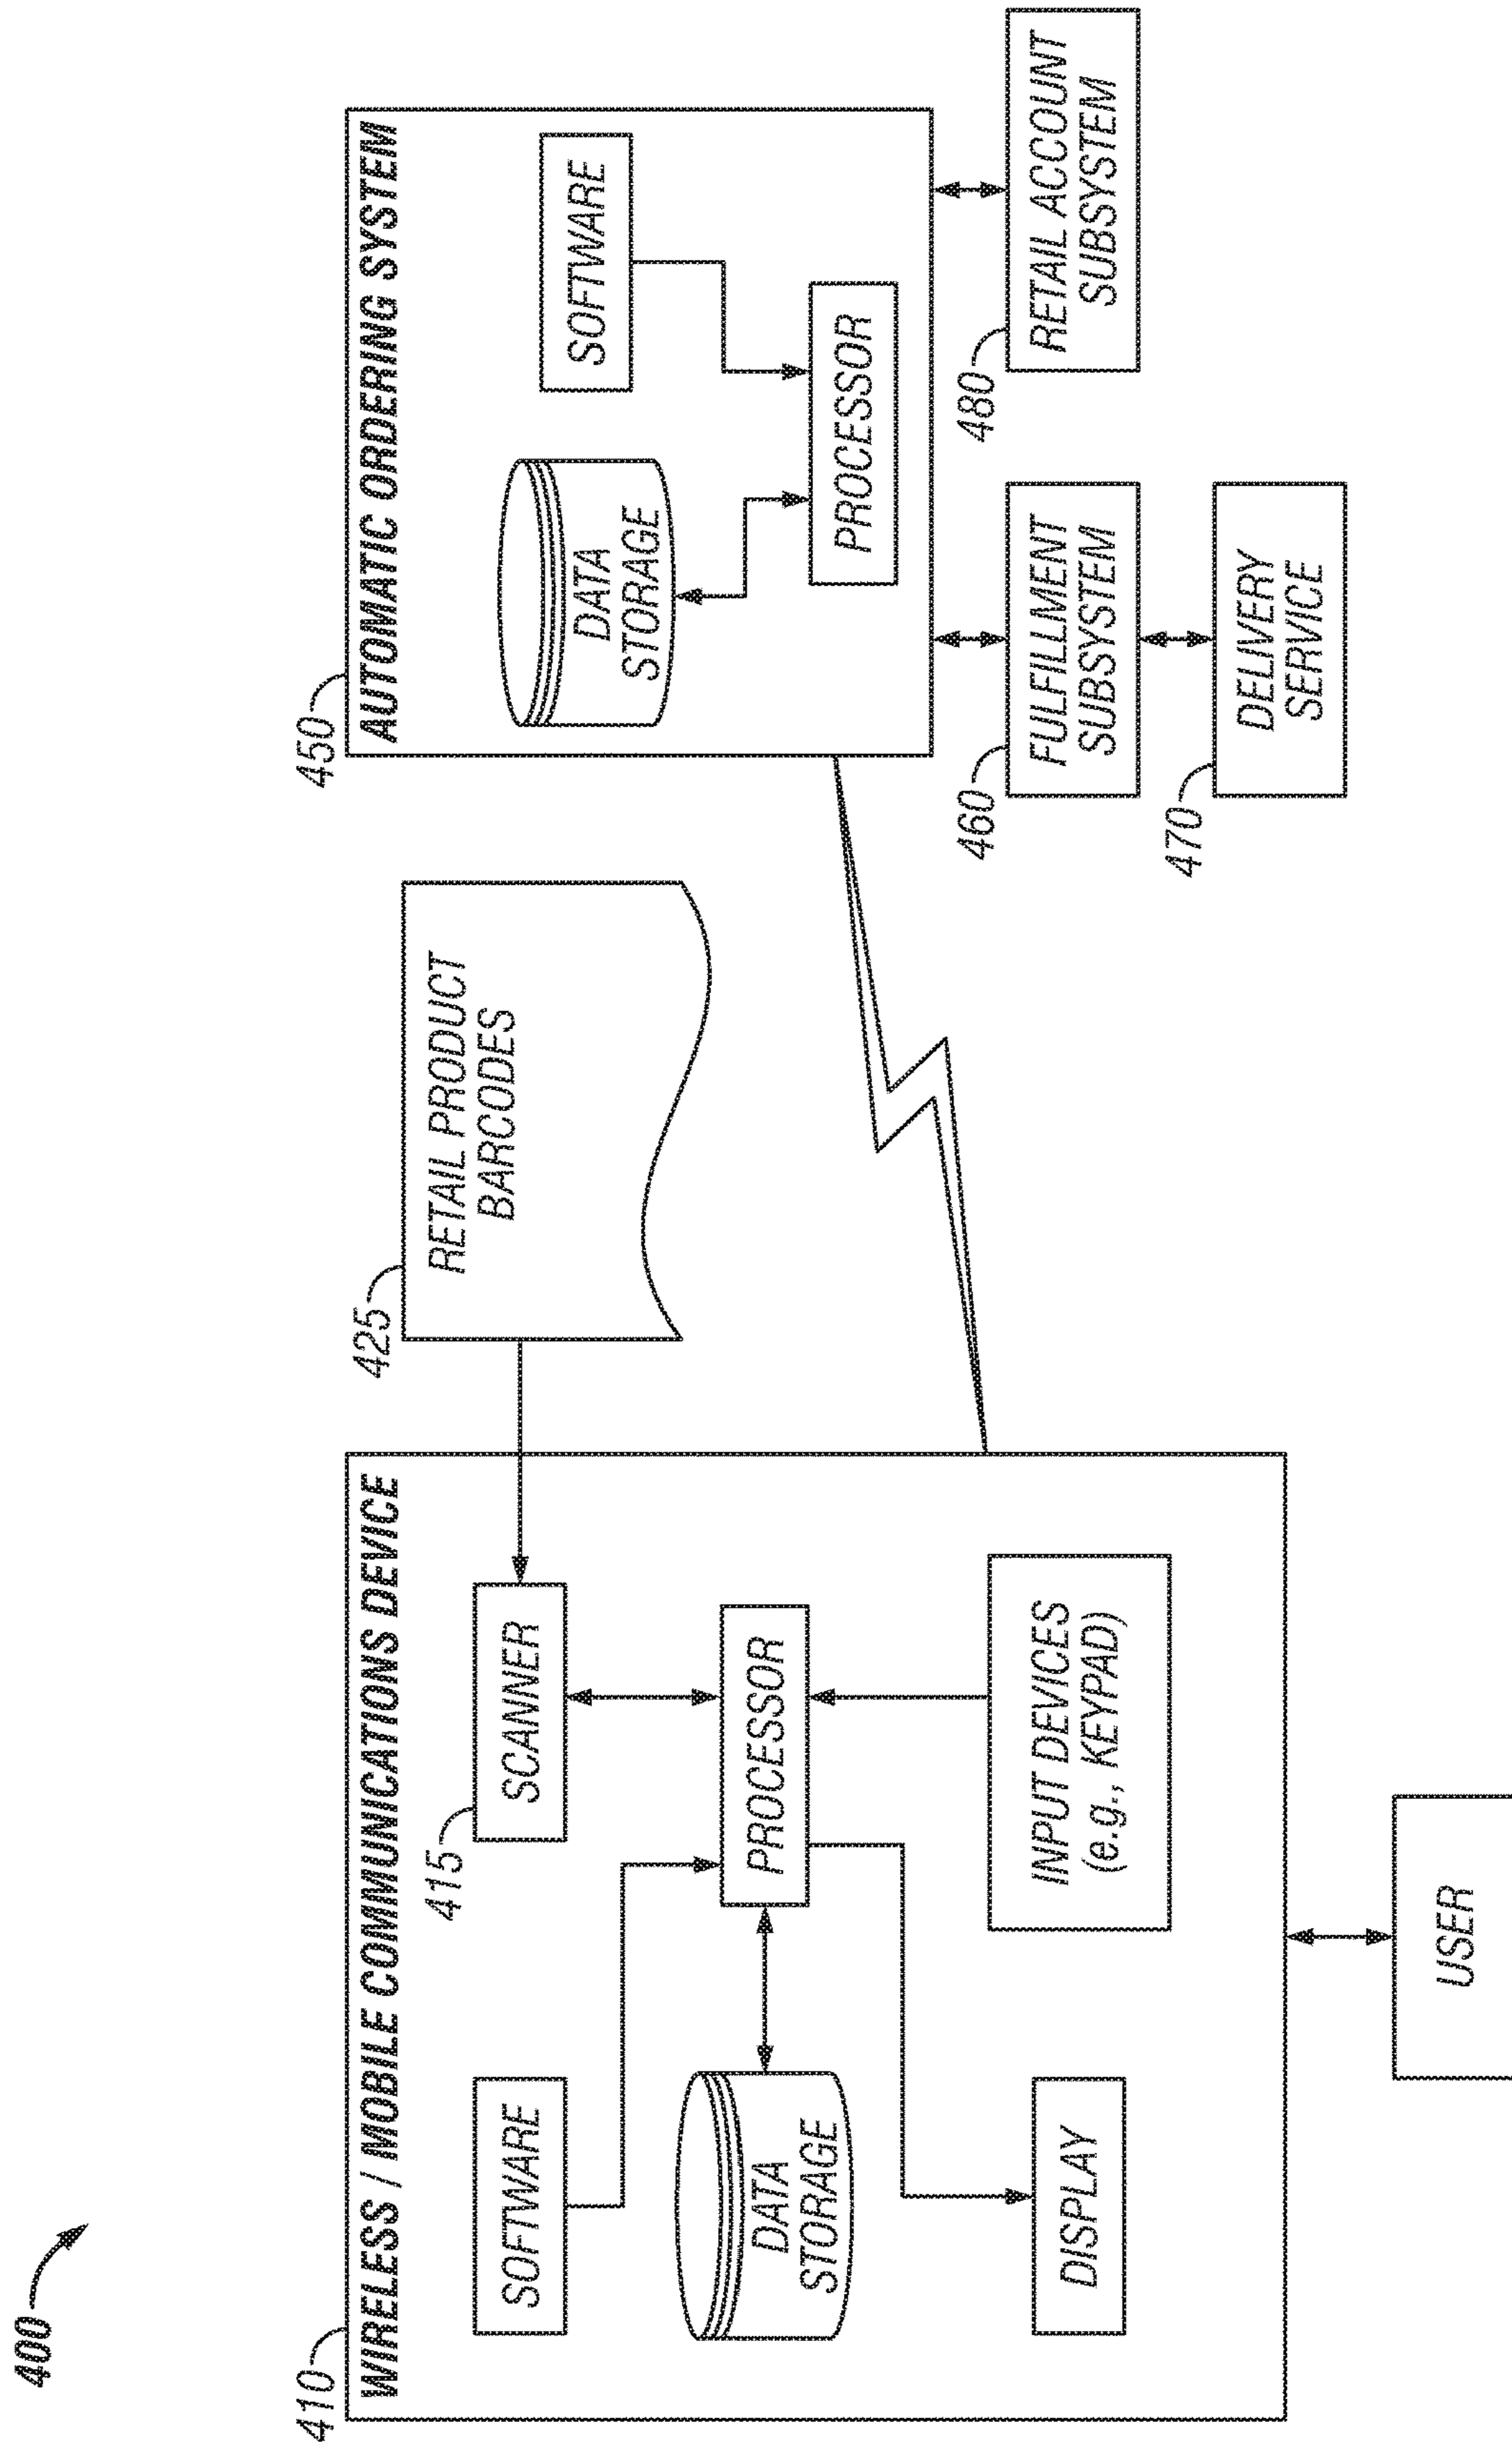 400
410
WIRELESS / MOBILE COMMUNICATIONS DEVICE
SOFTWARE
415
SCANNER
DATA
STORAGE
PROCESSOR
DISPLAY
INPUT DEVICES
(e.g., KEYPAD)
USER
425
RETAIL PRODUCT
BARCODES
450
AUTOMATIC ORDERING SYSTEM
DATA
STORAGE
SOFTWARE
PROCESSOR
460
FULFILLMENT
SUBSYSTEM
470
DELIVERY
SERVICE
480
RETAIL ACCOUNT
SUBSYSTEM